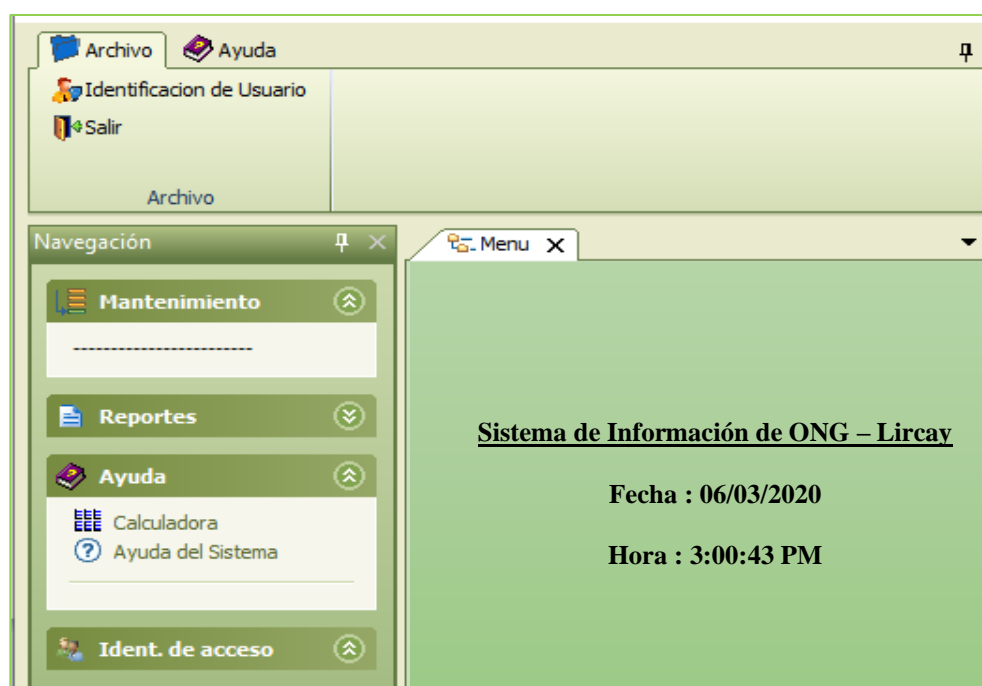 Archivo Ayuda
Identificacion de Usuario
Salir
Archivo
Navegación
Menu
Mantenimiento
------------------------
Reportes
Ayuda
Calculadora
Ayuda del Sistema
Ident. de acceso
Sistema de Información de ONG – Lircay
Fecha : 06/03/2020
Hora : 3:00:43 PM